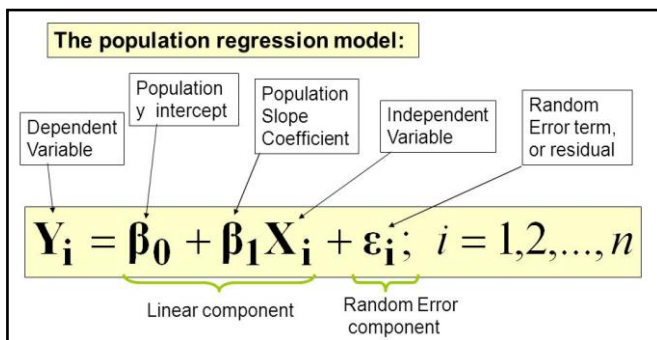 The population regression model:
Population
y intercept
Population
Slope
Coefficient
Random
Error term,
or residual
Dependent
Variable
Independent
Variable
Yᵢ = β₀ + β₁Xᵢ + εᵢ; i = 1,2,..., n
Linear component
Random Error
component